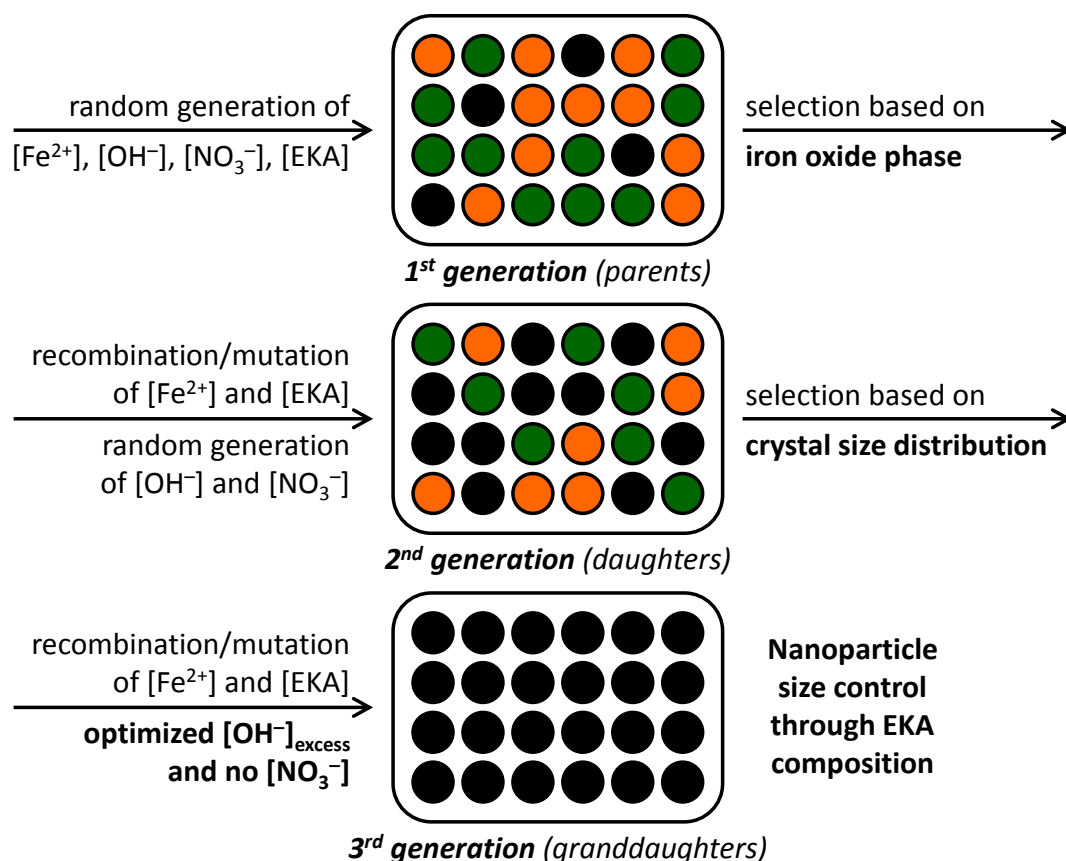 random generation of
[Fe²⁺], [OH⁻], [NO₃⁻], [EKA]
selection based on
iron oxide phase
1ˢᵗ generation (parents)
recombination/mutation
of [Fe²⁺] and [EKA]
random generation
of [OH⁻] and [NO₃⁻]
selection based on
crystal size distribution
2ⁿᵈ generation (daughters)
recombination/mutation
of [Fe²⁺] and [EKA]
optimized [OH⁻]ₑₓcₑₛₛ
and no [NO₃⁻]
Nanoparticle
size control
through EKA
composition
3ʳᵈ generation (granddaughters)